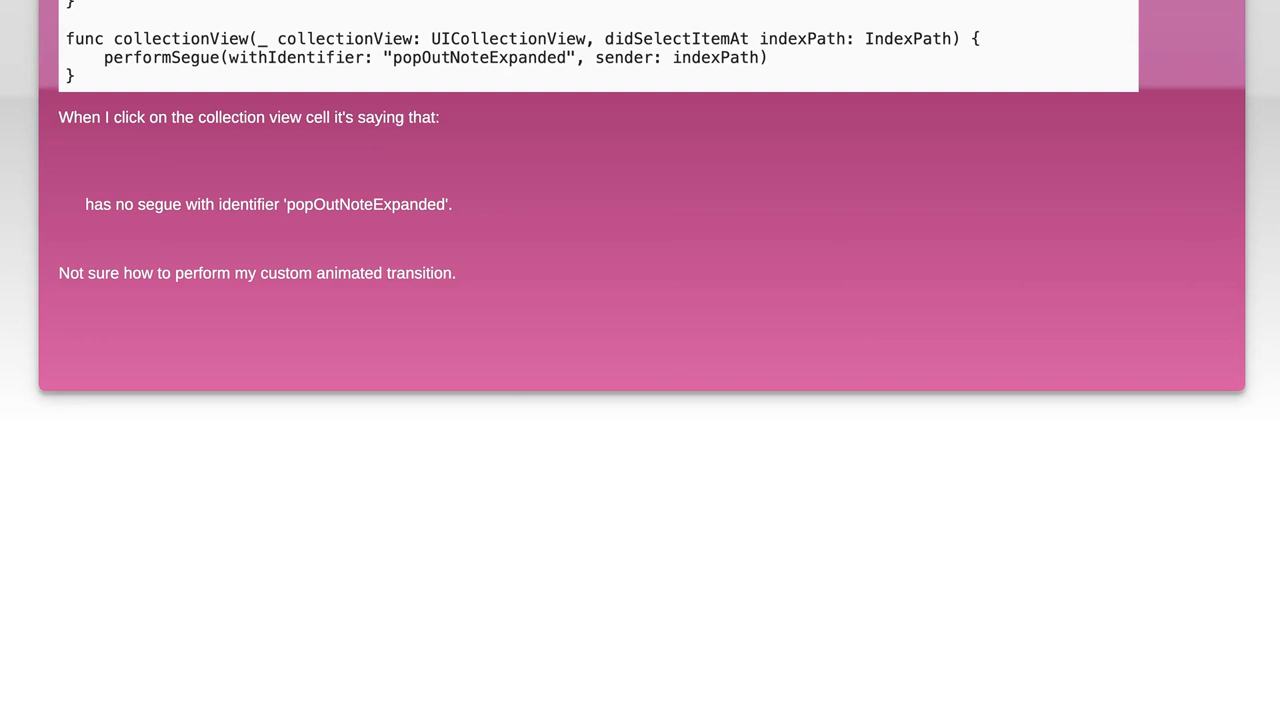 }
func collectionView(_ collectionView: UICollectionView, didSelectItemAt indexPath: IndexPath) {
    performSegue(withIdentifier: "popOutNoteExpanded", sender: indexPath)
}
When I click on the collection view cell it's saying that:
has no segue with identifier 'popOutNoteExpanded'.
Not sure how to perform my custom animated transition.